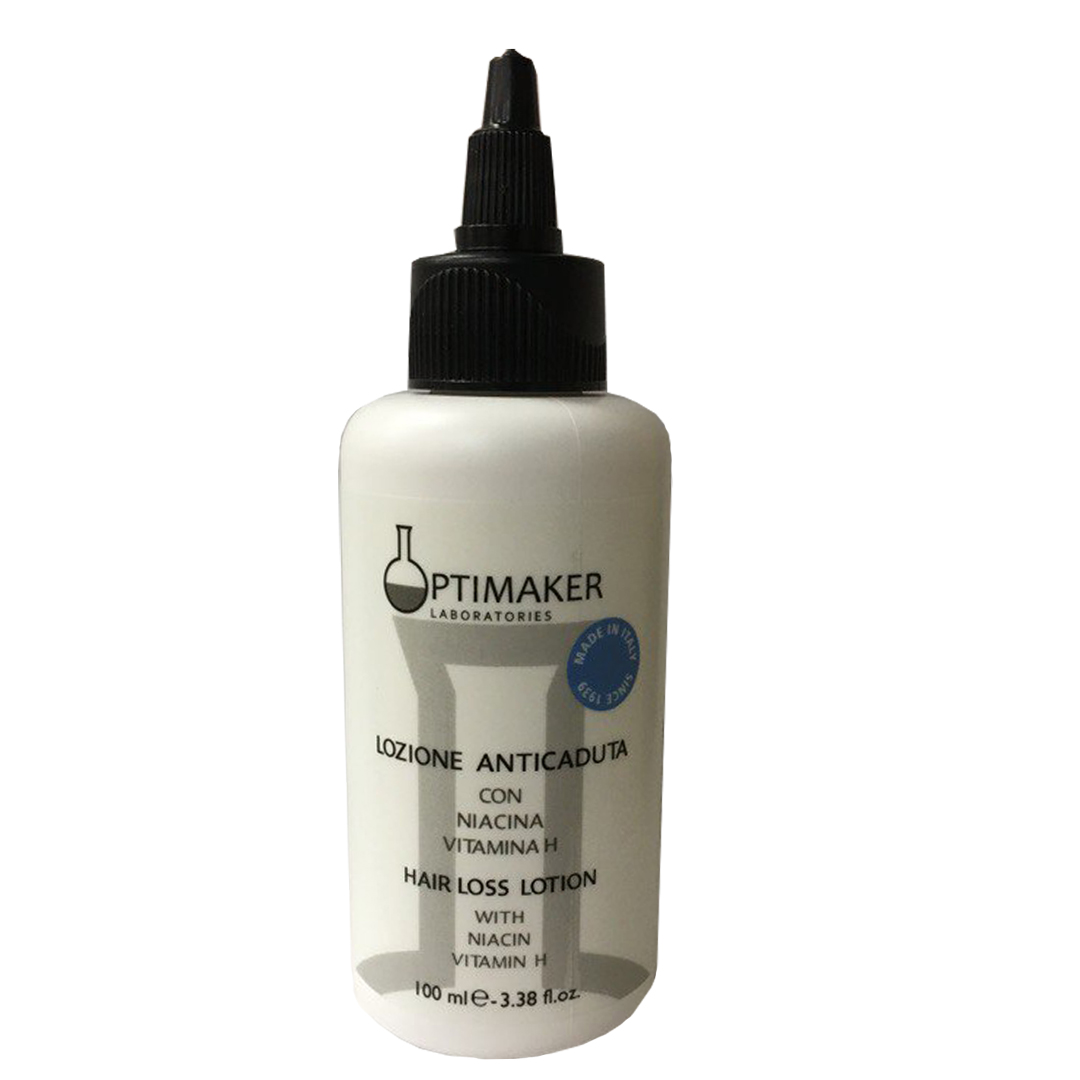 OPTIMAKER
LABORATORIES
MADE IN ITALY
SINCE 1939
LOZIONE ANTICADUTA
CON
NIACINA
VITAMINA H
HAIR LOSS LOTION
WITH
NIACIN
VITAMIN H
100 ml e - 3.38 fl.oz.